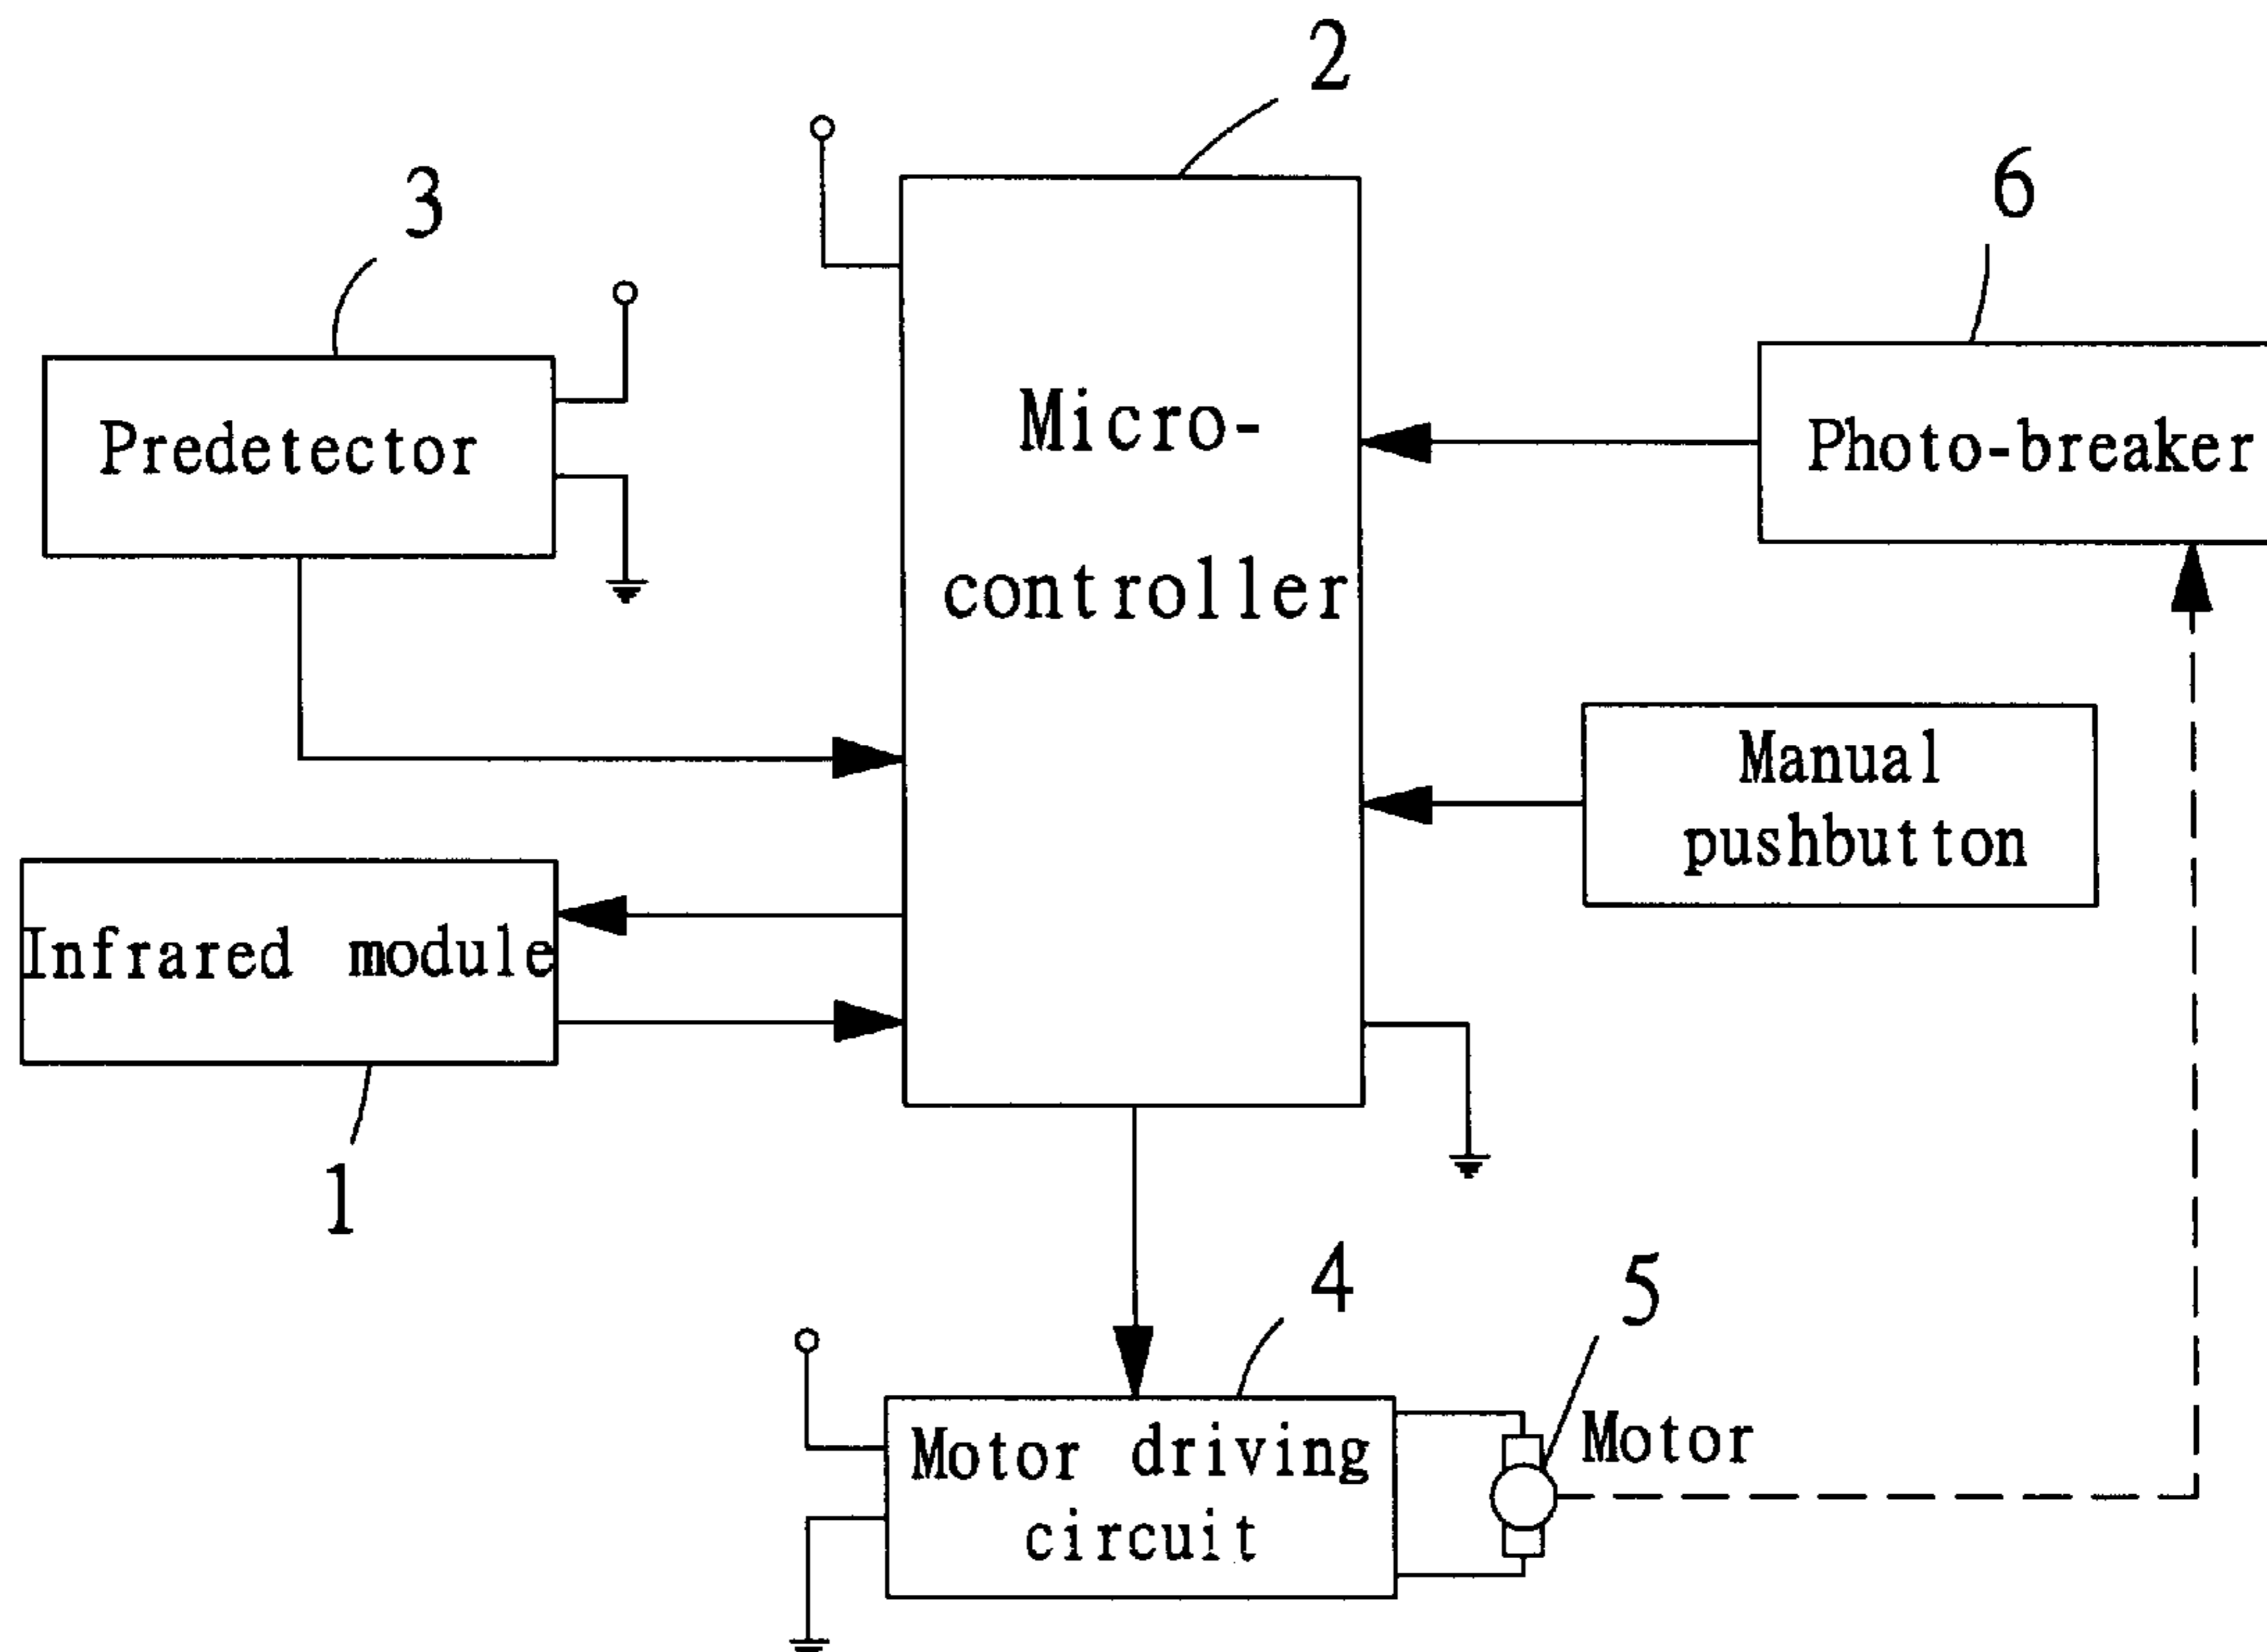 2
3
6
Micro-
controller
Predetector
Photo-breaker
Manual
pushbutton
Infrared module
1
4
5
Motor driving
circuit
Motor